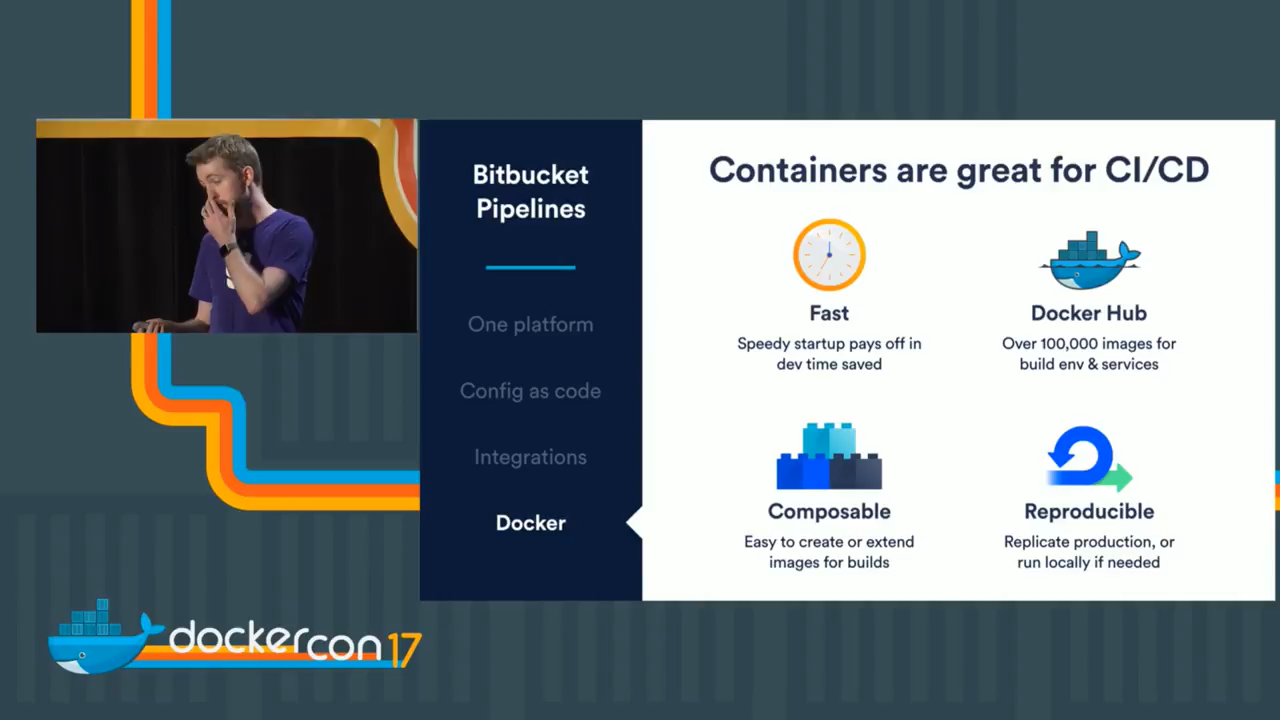 Bitbucket
Pipelines
One platform
Config as code
Integrations
Docker
Containers are great for CI/CD
Fast
Speedy startup pays off in
dev time saved
Docker Hub
Over 100,000 images for
build env & services
Composable
Easy to create or extend
images for builds
Reproducible
Replicate production, or
run locally if needed
dockercon 17